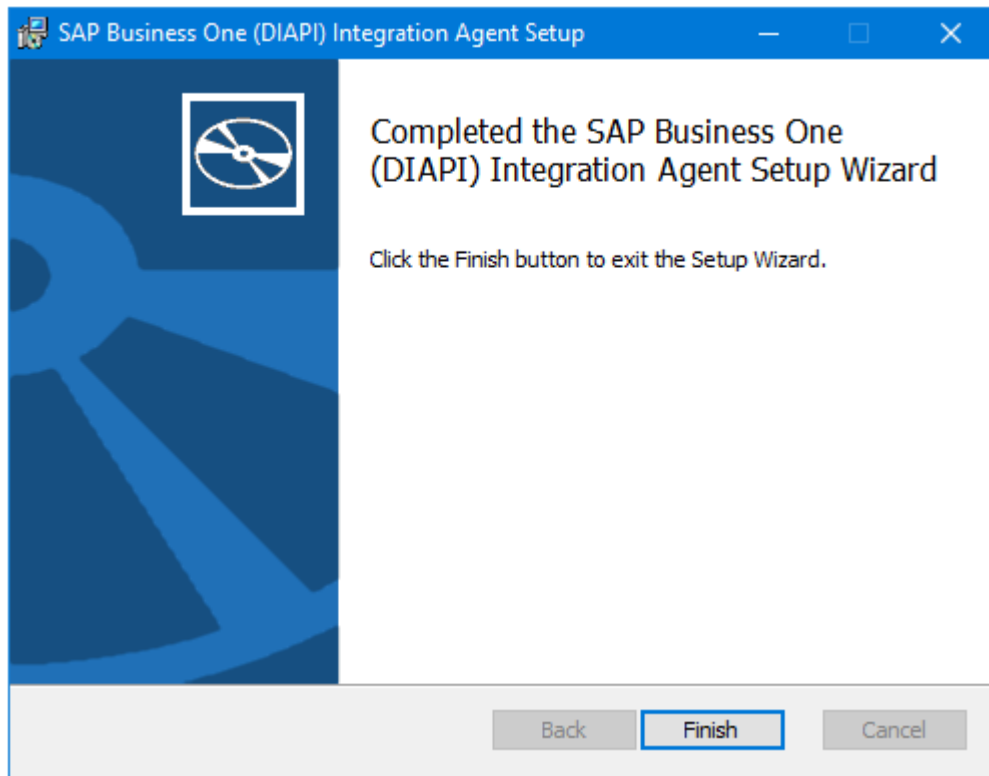 SAP Business One (DIAPI) Integration Agent Setup
Completed the SAP Business One
(DIAPI) Integration Agent Setup Wizard
Click the Finish button to exit the Setup Wizard.
Back Finish Cancel